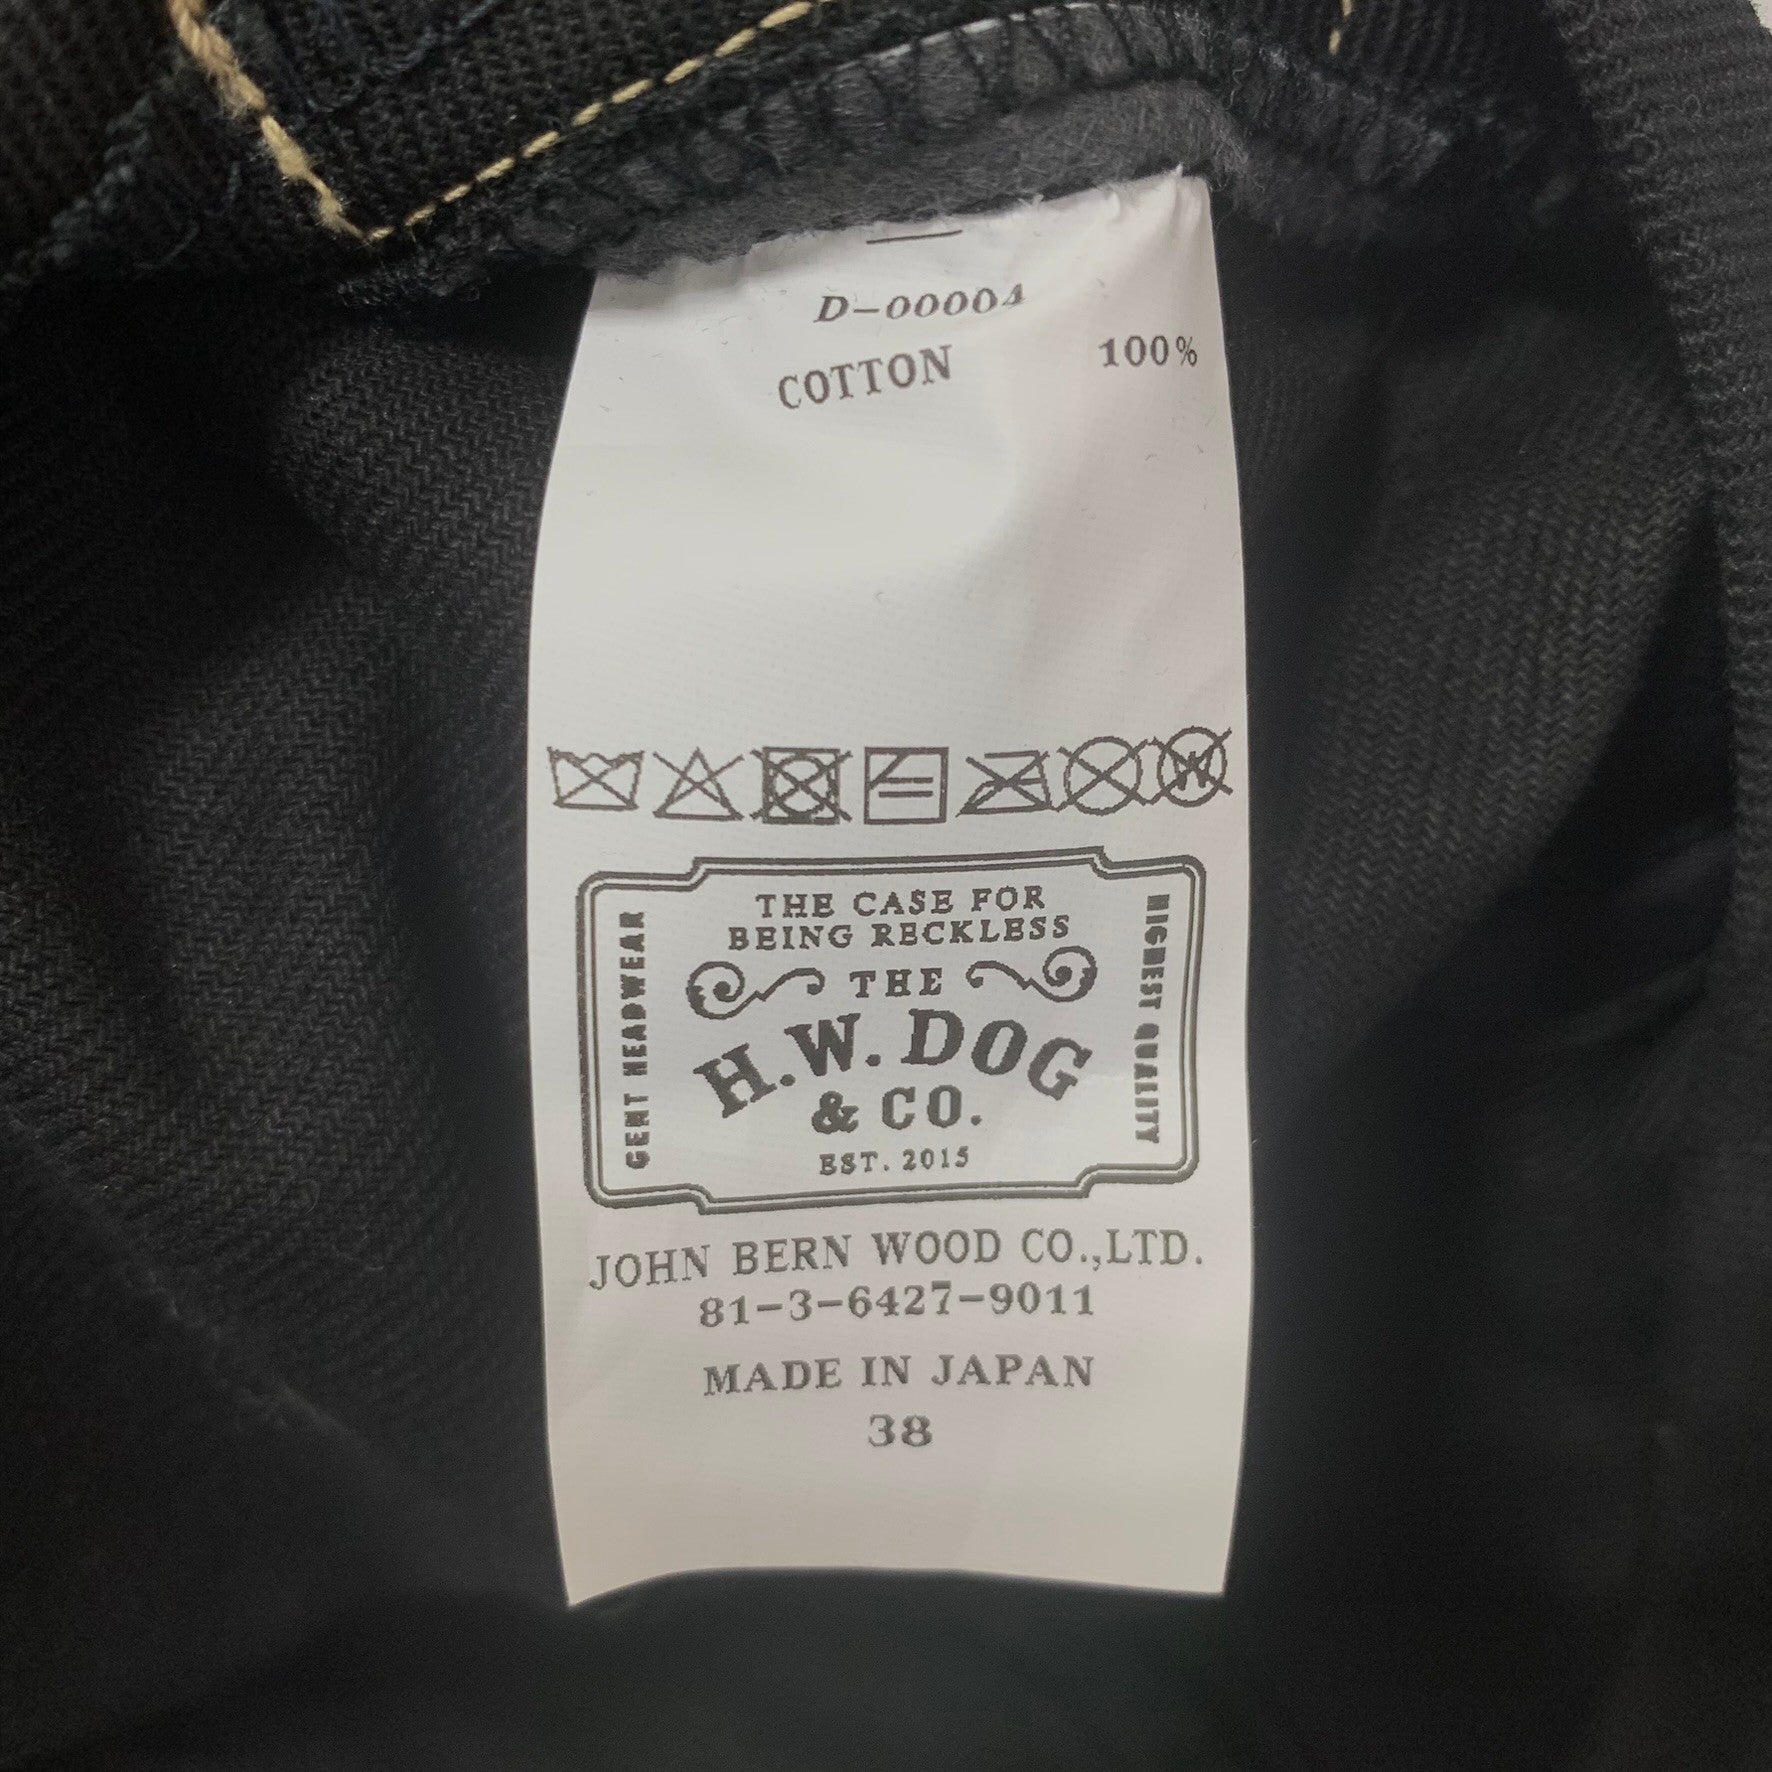 D-00004
COTTON 100%
THE CASE FOR
BEING RECKLESS
THE
H.W. DOG
& CO.
EST. 2015
GENT HEADWEAR
HIGHEST QUALITY
JOHN BERN WOOD CO.,LTD.
81-3-6427-9011
MADE IN JAPAN
38